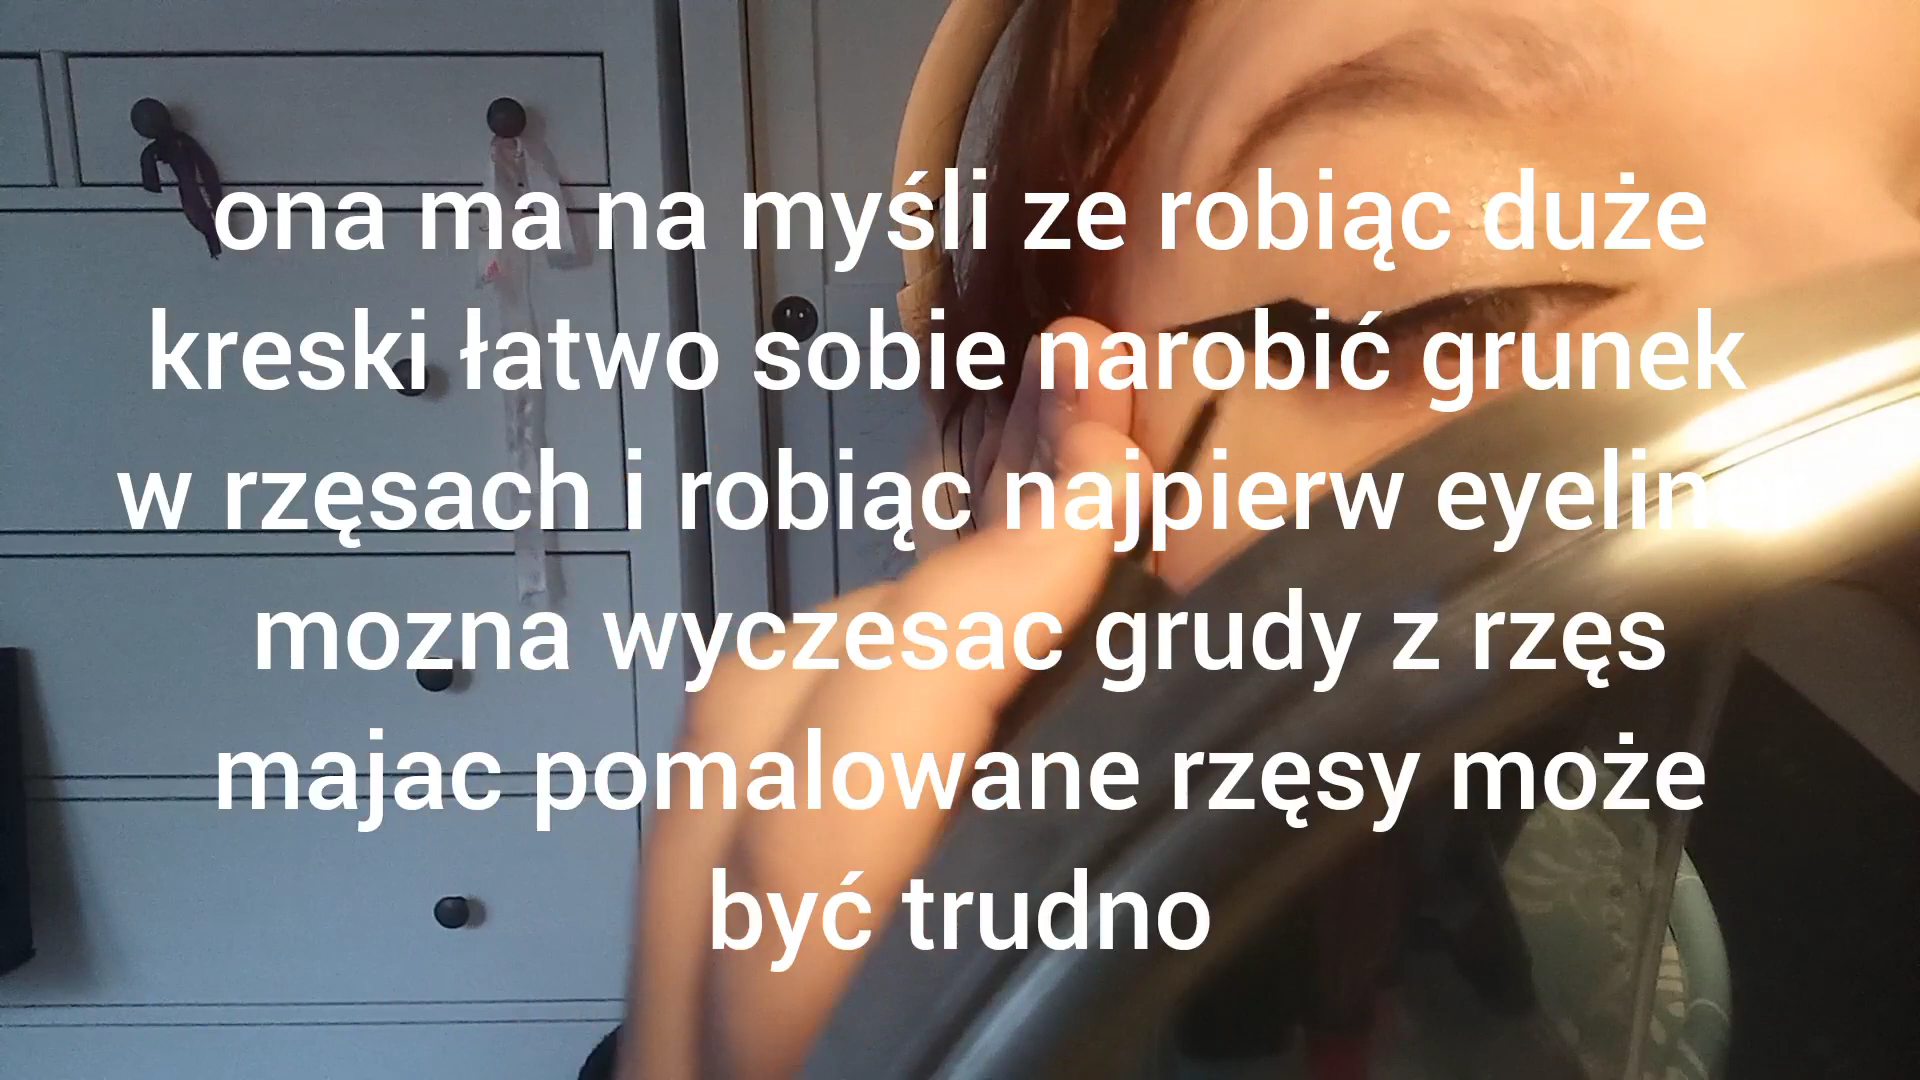 ona ma na myśli ze robiąc duże
kreski łatwo sobie narobić grunek
w rzęsach i robiąc najpierw
mozna wyczesac grudy z rzęs
majac pomalowane rzęsy może
być trudno